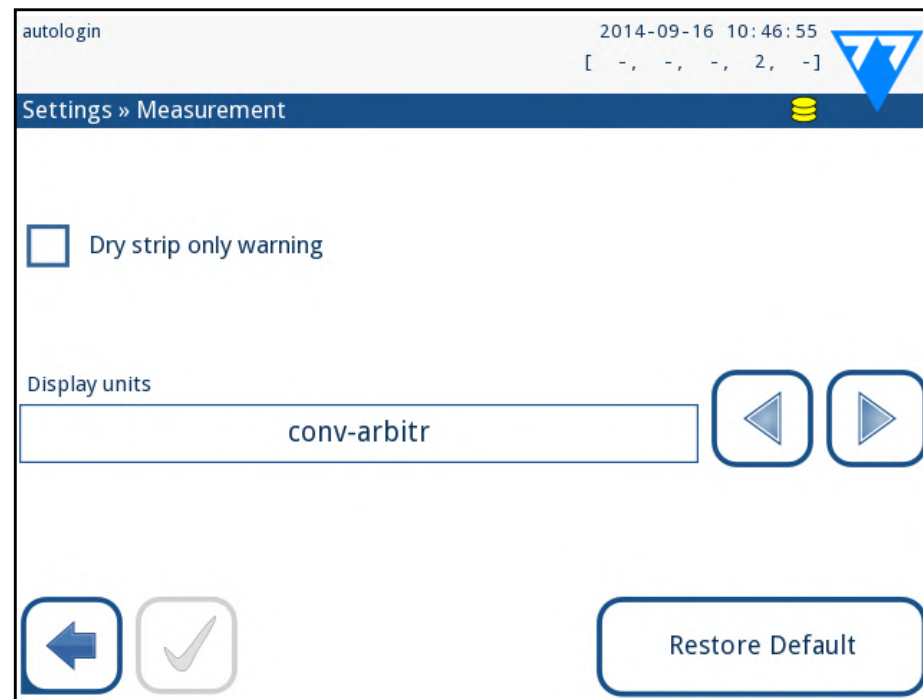 autologin
2014-09-16 10:46:55
[ -, -, -, 2, -]
Settings » Measurement
Dry strip only warning
Display units
conv-arbitr
Restore Default